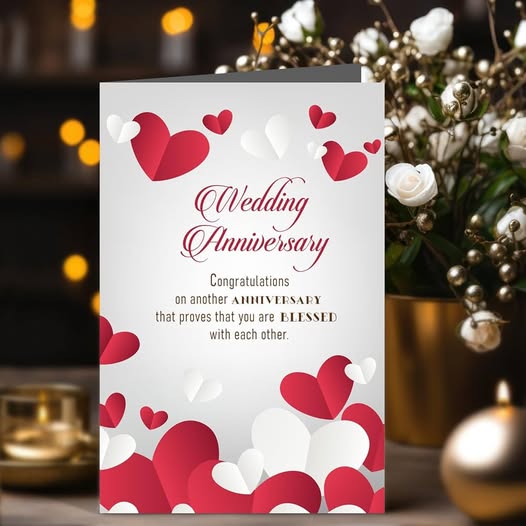 Wedding
Anniversary
Congratulations
on another ANNIVERSARY
that proves that you are BLESSED
with each other.